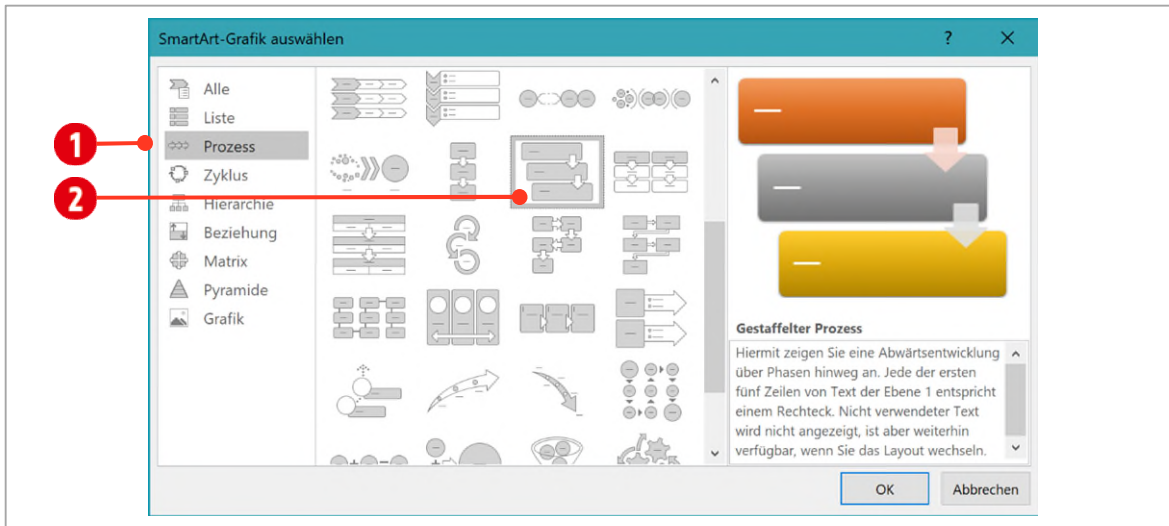 SmartArt-Grafik auswählen
?
Alle
Liste
1
Prozess
Zyklus
2
Hierarchie
Beziehung
Matrix
Pyramide
Grafik
Gestaffelter Prozess
Hiermit zeigen Sie eine Abwärtsentwicklung
über Phasen hinweg an. Jede der ersten
fünf Zeilen von Text der Ebene 1 entspricht
einem Rechteck. Nicht verwendeter Text
wird nicht angezeigt, ist aber weiterhin
verfügbar, wenn Sie das Layout wechseln.
OK
Abbrechen